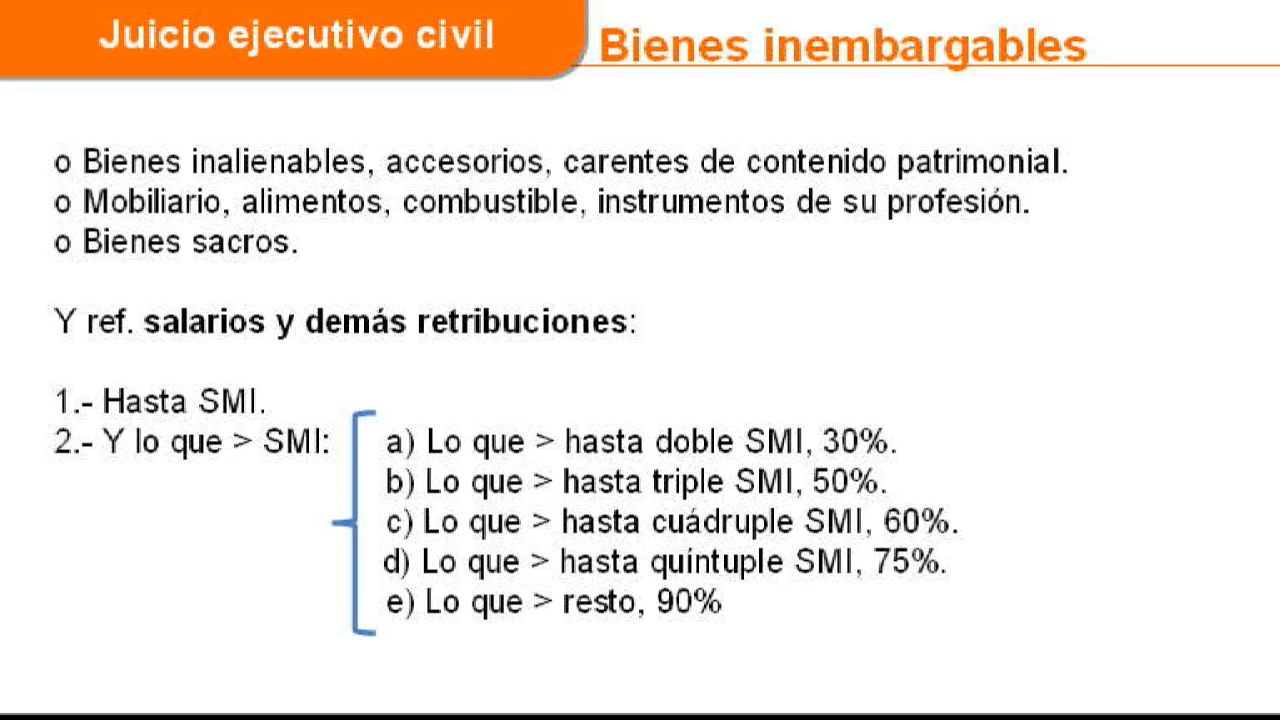 Juicio ejecutivo civil
Bienes inembargables
o Bienes inalienables, accesorios, carentes de contenido patrimonial.
o Mobiliario, alimentos, combustible, instrumentos de su profesión.
o Bienes sacros.
Y ref. salarios y demás retribuciones:
1.- Hasta SMI.
2.- Y lo que > SMI:
a) Lo que > hasta doble SMI, 30%.
b) Lo que > hasta triple SMI, 50%.
c) Lo que > hasta cuádruple SMI, 60%.
d) Lo que > hasta quíntuple SMI, 75%.
e) Lo que > resto, 90%